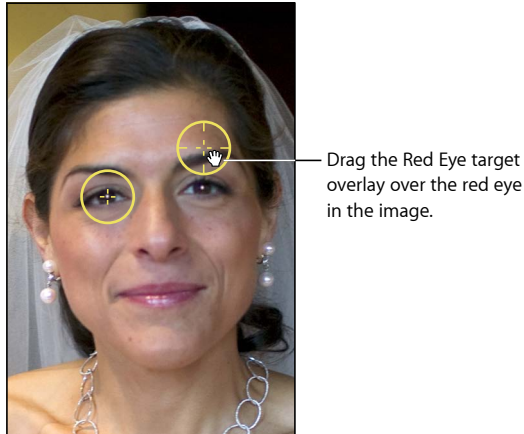 Drag the Red Eye target
overlay over the red eye
in the image.